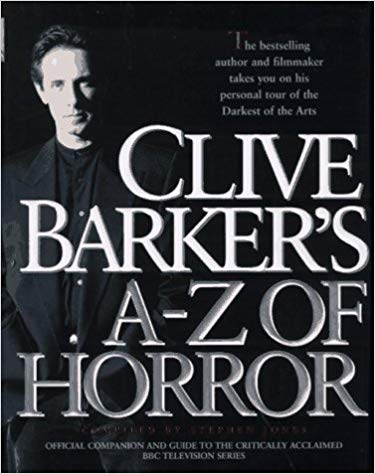 The bestselling
author and filmmaker
takes you on his
personal tour of the
Darkest of the Arts
CLIVE
BARKER'S
A-Z OF
HORROR
COMPILED BY STEPHEN JONES
OFFICIAL COMPANION AND GUIDE TO THE CRITICALLY ACCLAIMED
BBC TELEVISION SERIES